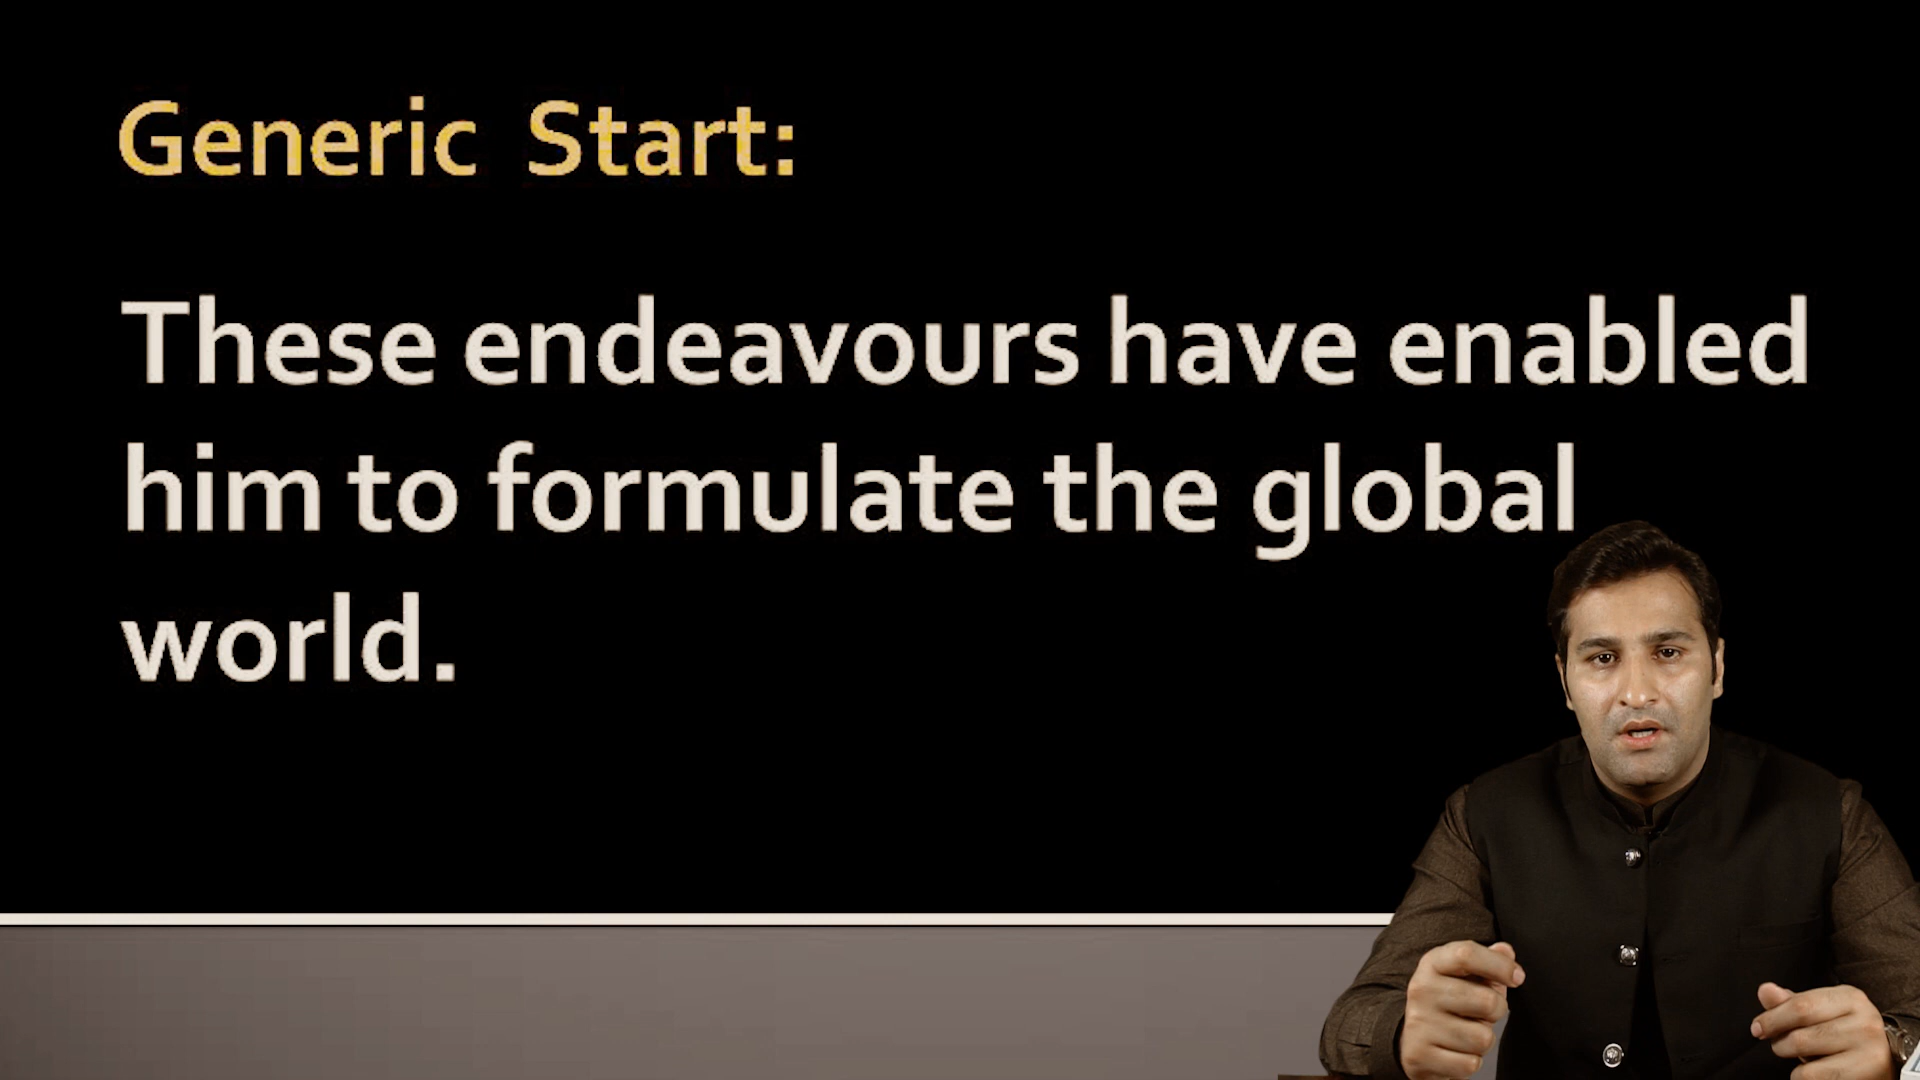 Generic Start:
These endeavours have enabled
him to formulate the global
world.